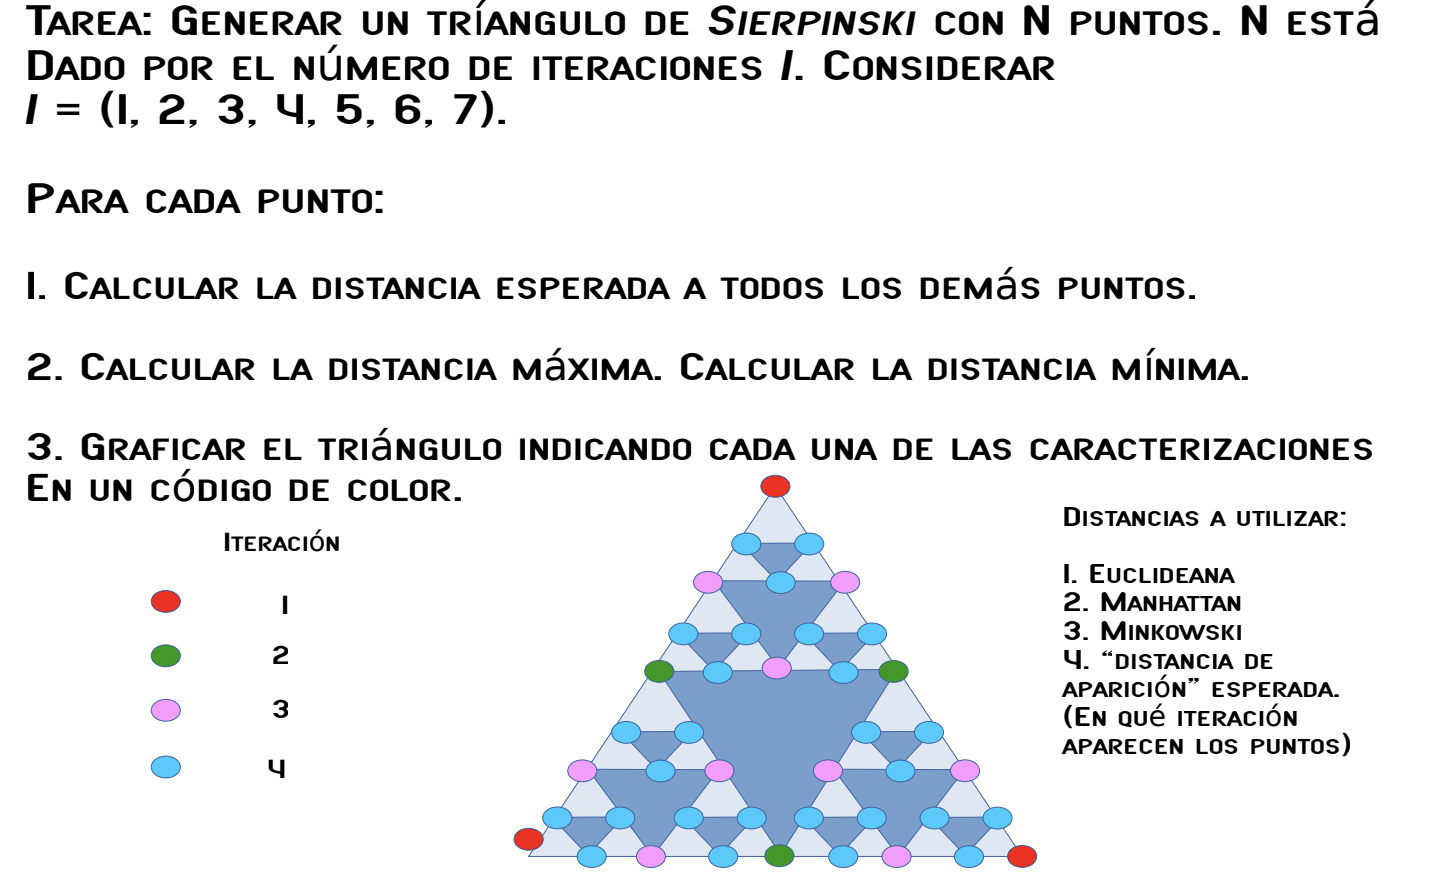 Tarea: Generar un tríangulo de Sierpinski con N puntos. N está
Dado por el número de iteraciones I. Considerar
I = (1, 2, 3, 4, 5, 6, 7).
Para cada punto:
1. Calcular la distancia esperada a todos los demás puntos.
2. Calcular la distancia máxima. Calcular la distancia mínima.
3. Graficar el triángulo indicando cada una de las caracterizaciones
En un código de color.
Iteración
1
2
3
4
Distancias a utilizar:
1. Euclideana
2. Manhattan
3. Minkowski
4. “distancia de
aparición” esperada.
(En qué iteración
aparecen los puntos)